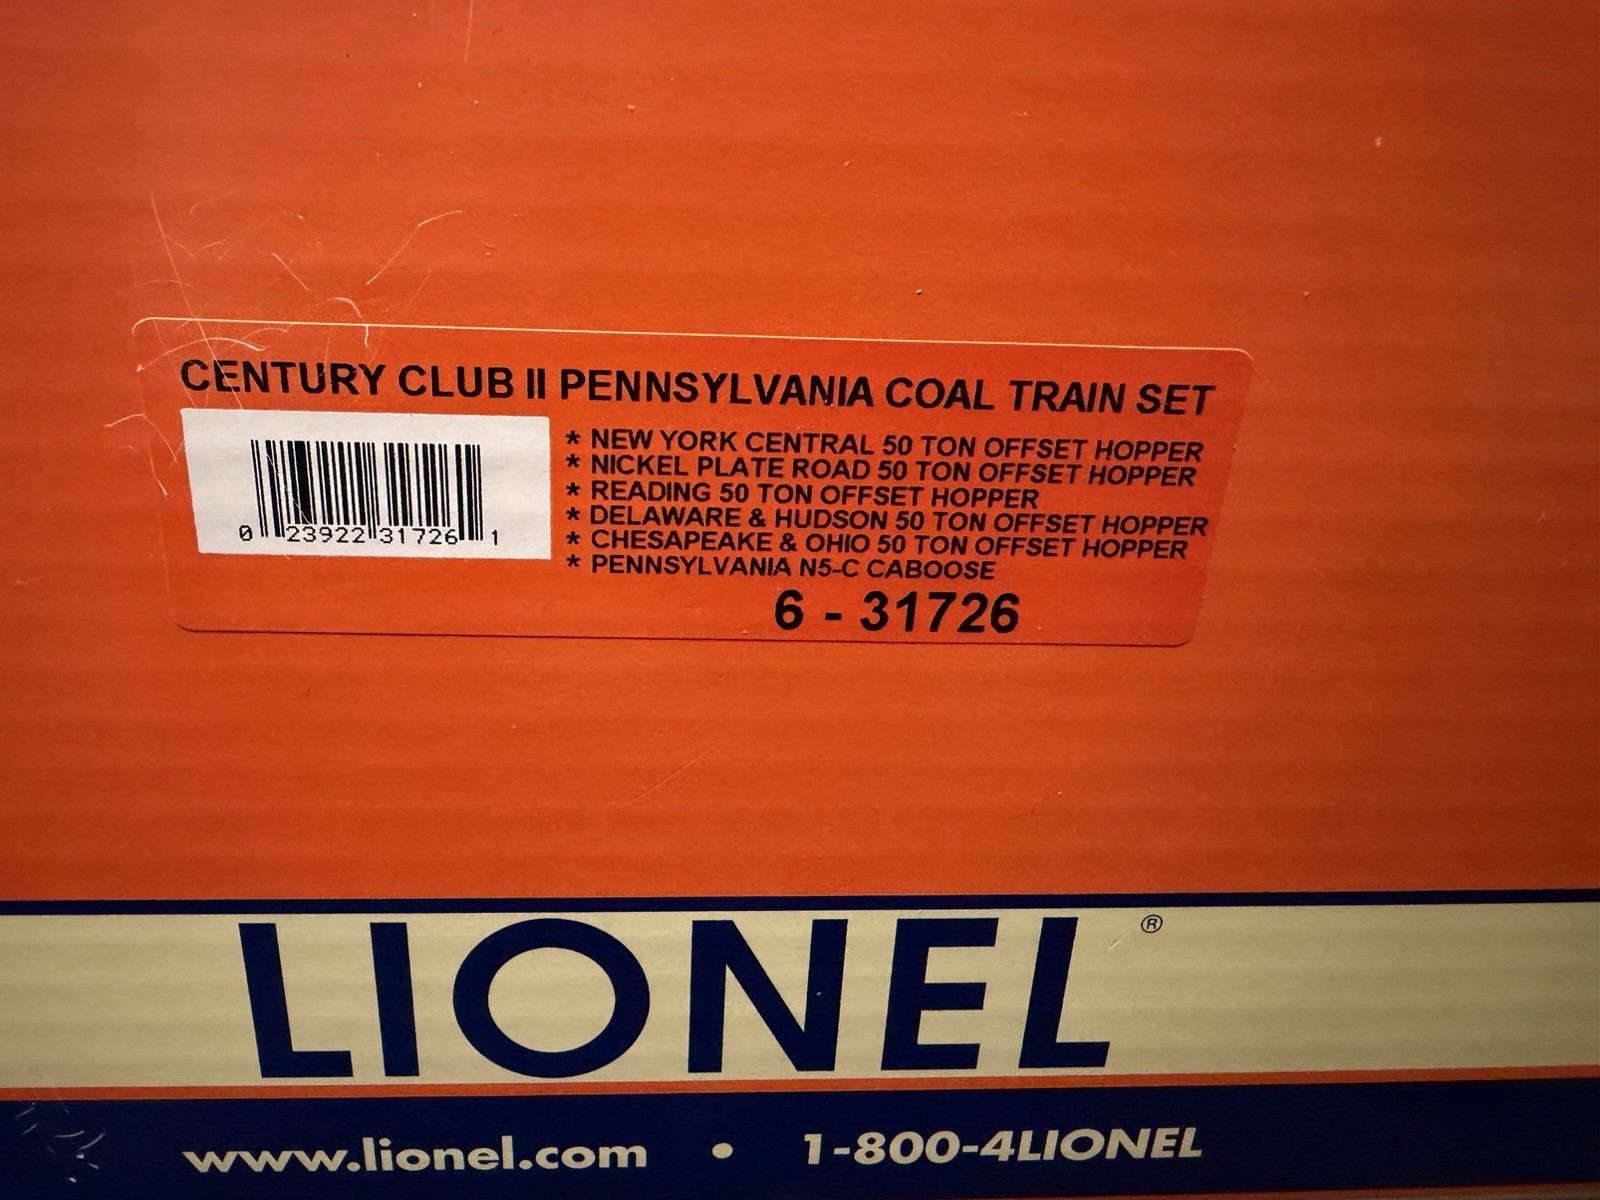 CENTURY CLUB II PENNSYLVANIA COAL TRAIN SET
* NEW YORK CENTRAL 50 TON OFFSET HOPPER
* NICKEL PLATE ROAD 50 TON OFFSET HOPPER
* READING 50 TON OFFSET HOPPER
* DELAWARE & HUDSON 50 TON OFFSET HOPPER
* CHESAPEAKE & OHIO 50 TON OFFSET HOPPER
* PENNSYLVANIA N5-C CABOOSE
0 23922 31726 1
6 - 31726
LIONEL®
www.lionel.com • 1-800-4LIONEL